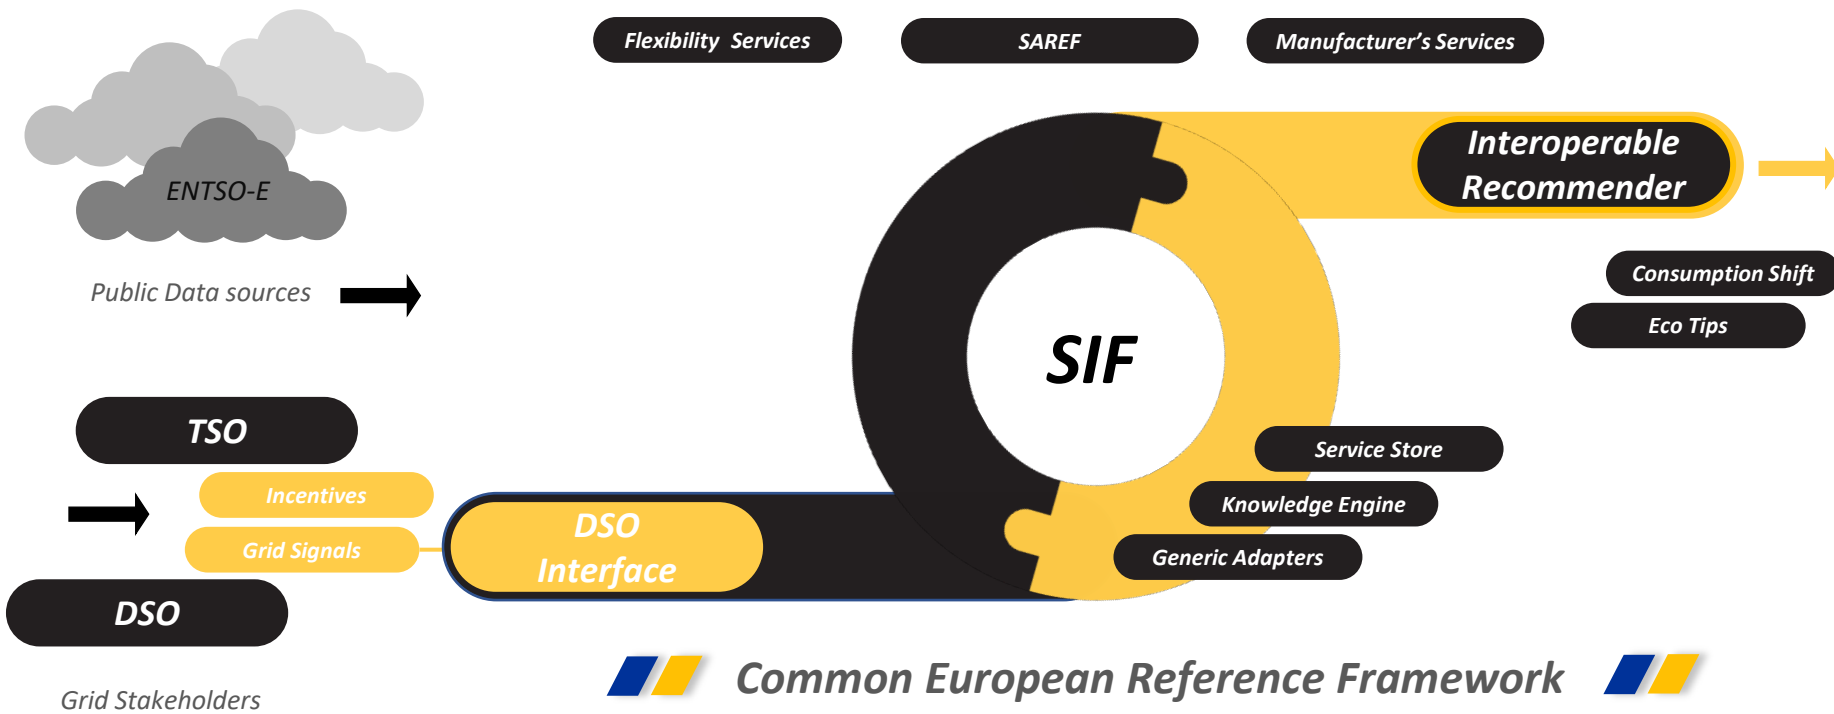 Flexibility Services
SAREF
Manufacturer's Services
Interoperable
Recommender
ENTSO-E
Public Data sources
Consumption Shift
Eco Tips
SIF
TSO
Incentives
Grid Signals
DSO
Interface
DSO
Grid Stakeholders
Service Store
Knowledge Engine
Generic Adapters
Common European Reference Framework